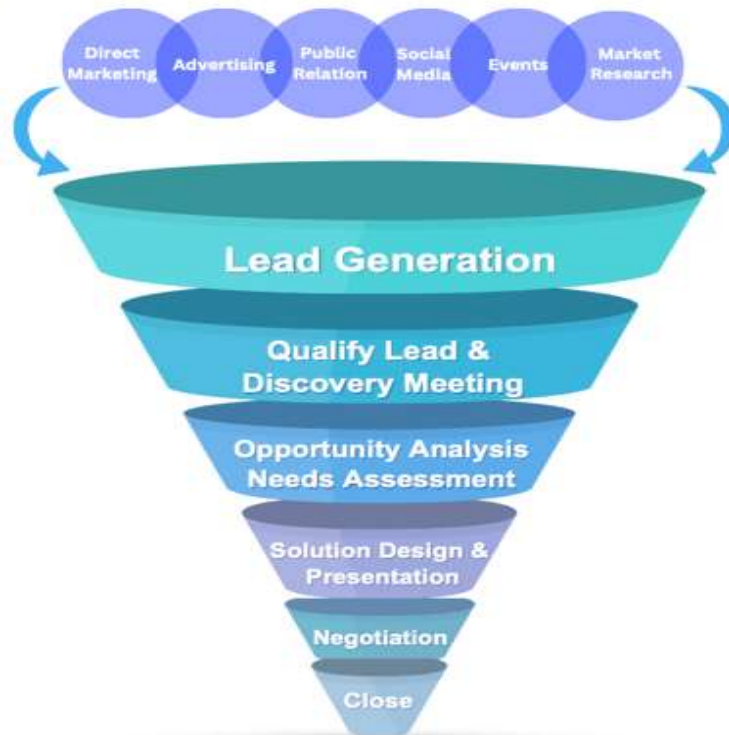 Direct
Marketing
Advertising
Public
Relation
Social
Media
Events
Market
Research
Lead Generation
Qualify Lead &
Discovery Meeting
Opportunity Analysis
Needs Assessment
Solution Design &
Presentation
Negotiation
Close